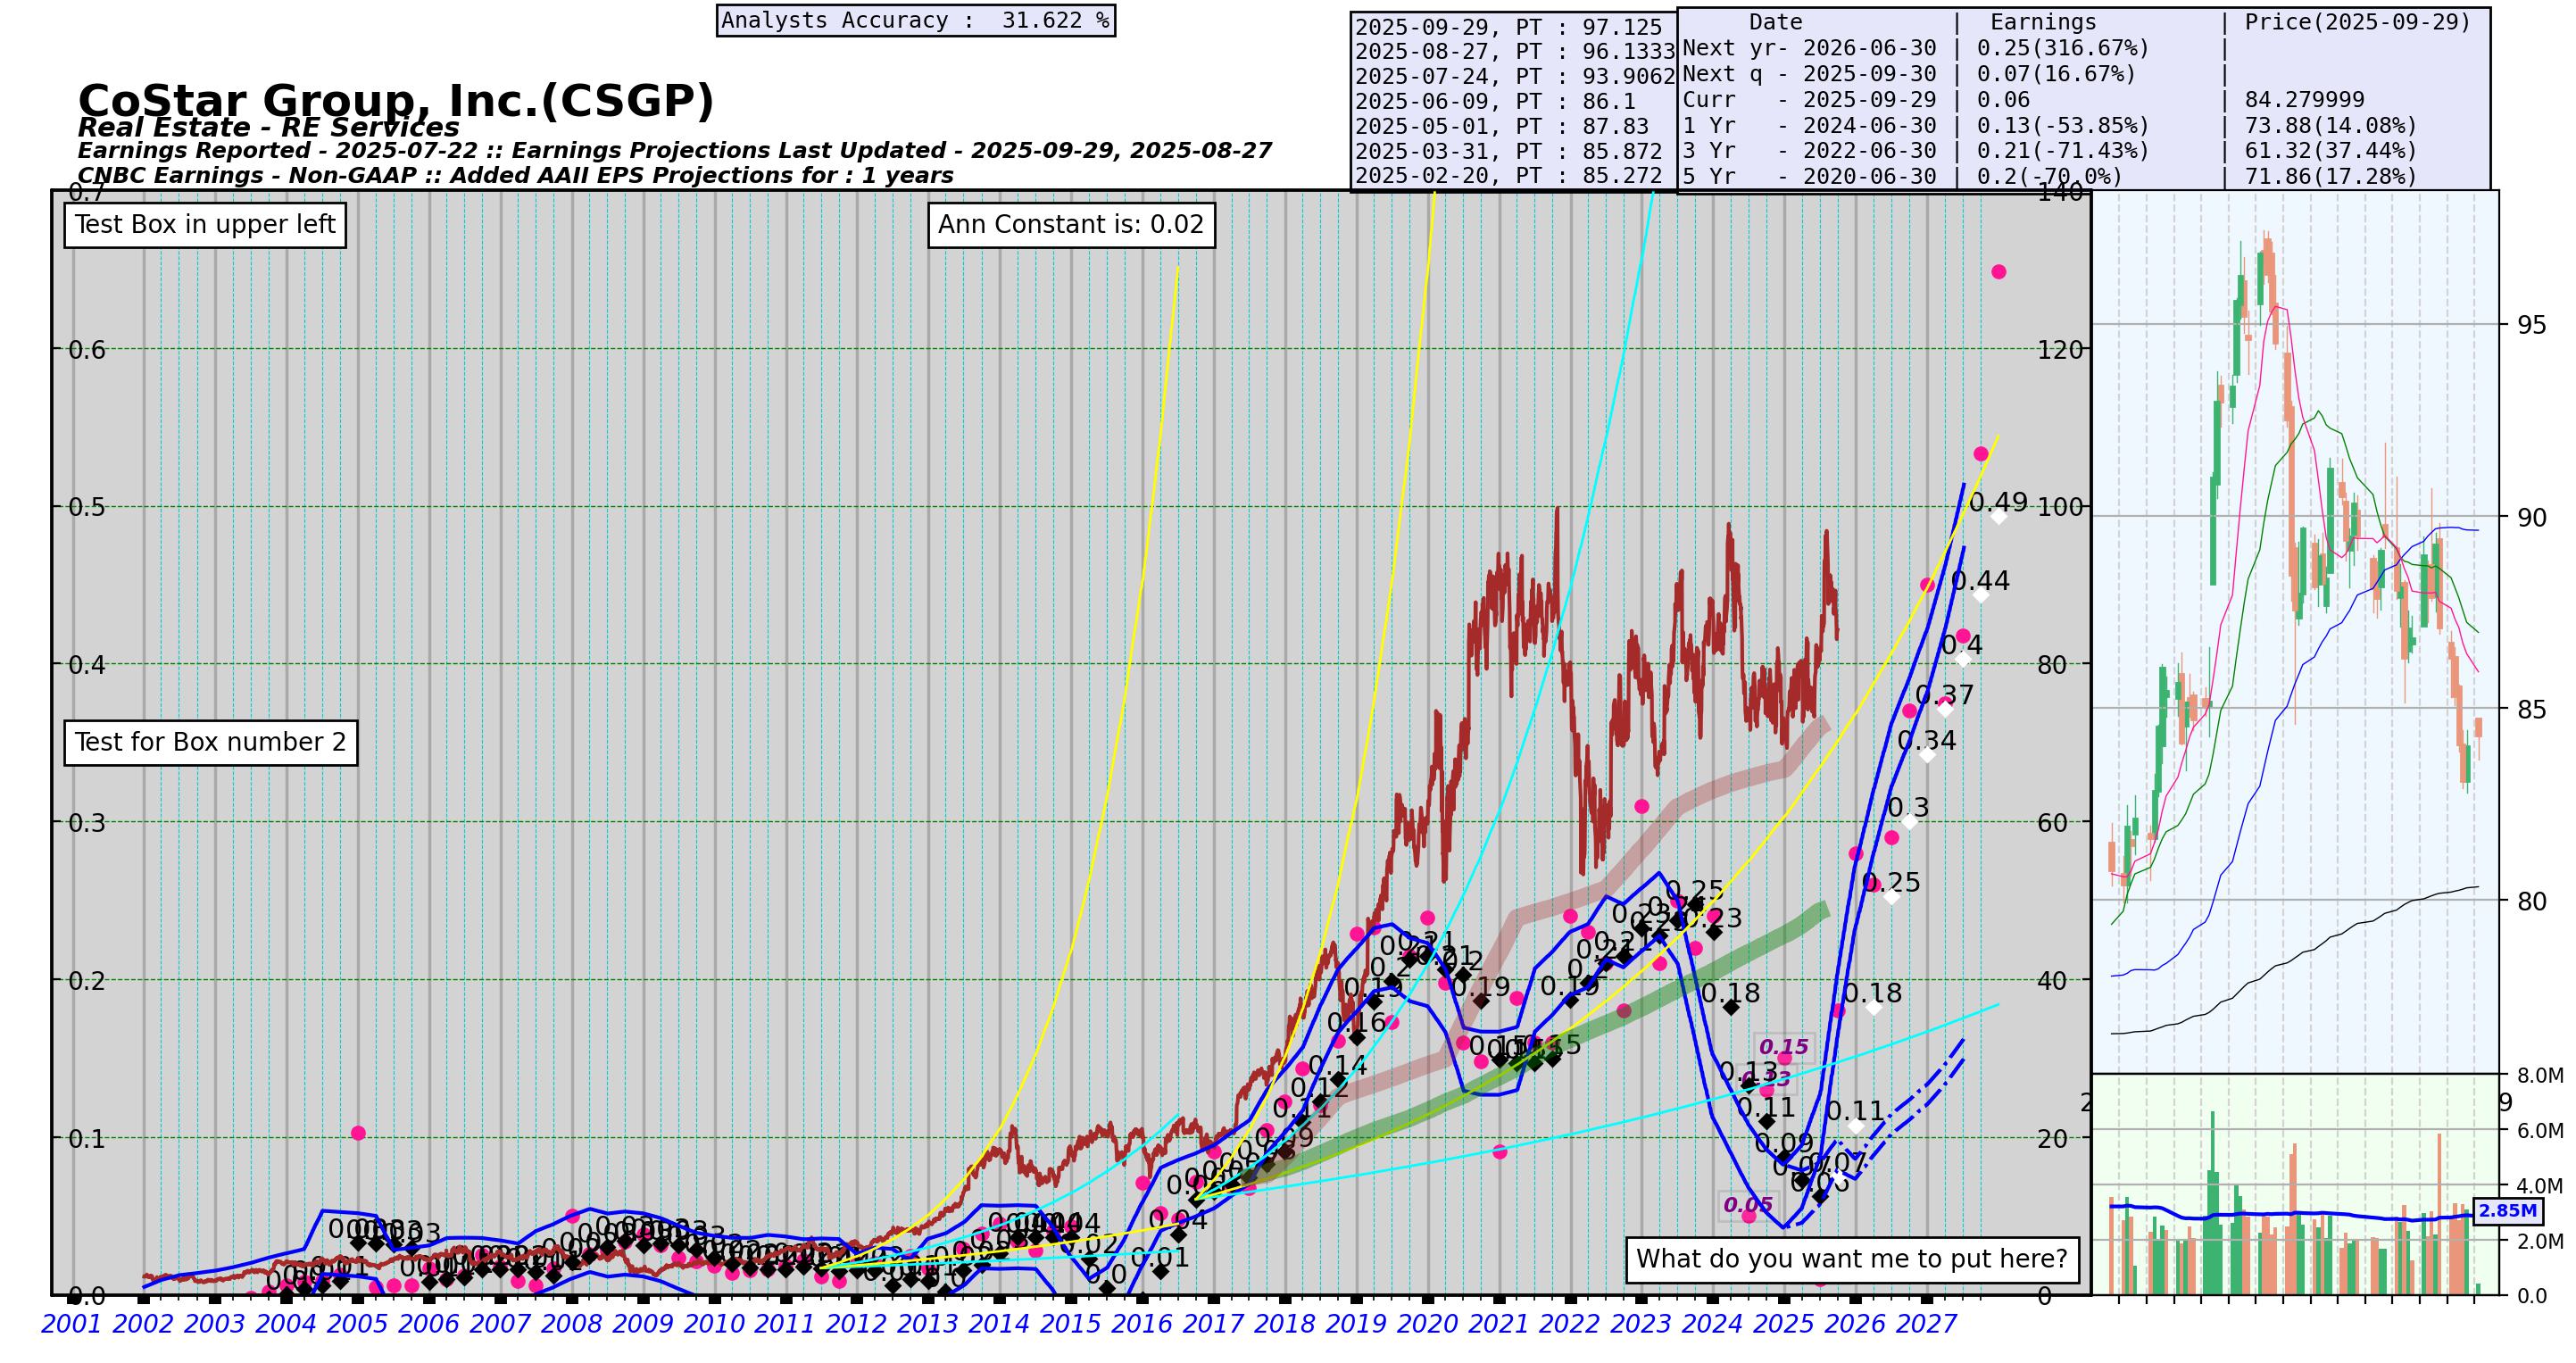 Analysts Accuracy :  31.622 %
CoStar Group, Inc.(CSGP)
Real Estate - RE Services
Earnings Reported - 2025-07-22 :: Earnings Projections Last Updated - 2025-09-29, 2025-08-27
CNBC Earnings - Non-GAAP :: Added AAII EPS Projections for : 1 years
2025-09-29, PT : 97.125
2025-08-27, PT : 96.1333
2025-07-24, PT : 93.9062
2025-06-09, PT : 86.1
2025-05-01, PT : 87.83
2025-03-31, PT : 85.872
2025-02-20, PT : 85.272
Date | Earnings | Price(2025-09-29)
Next yr- 2026-06-30 | 0.25(316.67%) |
Next q - 2025-09-30 | 0.07(16.67%) |
Curr - 2025-09-29 | 0.06 | 84.279999
1 Yr - 2024-06-30 | 0.13(-53.85%) | 73.88(14.08%)
3 Yr - 2022-06-30 | 0.21(-71.43%) | 61.32(37.44%)
5 Yr - 2020-06-30 | 0.2(-70.0%) | 71.86(17.28%)
Test Box in upper left
Ann Constant is: 0.02
Test for Box number 2
What do you want me to put here?
0.7
0.6
0.5
0.4
0.3
0.2
0.1
0.0
140
120
100
80
60
40
20
0
0.49
0.44
0.4
0.37
0.34
0.3
0.25
0.18
0.11
0.07
0.25
0.23
0.18
0.15
0.13
0.11
0.09
0.05
0.19
0.16
0.14
0.12
0.19
0.19
0.04
0.01
95
90
85
80
8.0M
6.0M
4.0M
2.85M
2.0M
0.0
2001 2002 2003 2004 2005 2006 2007 2008 2009 2010 2011 2012 2013 2014 2015 2016 2017 2018 2019 2020 2021 2022 2023 2024 2025 2026 2027